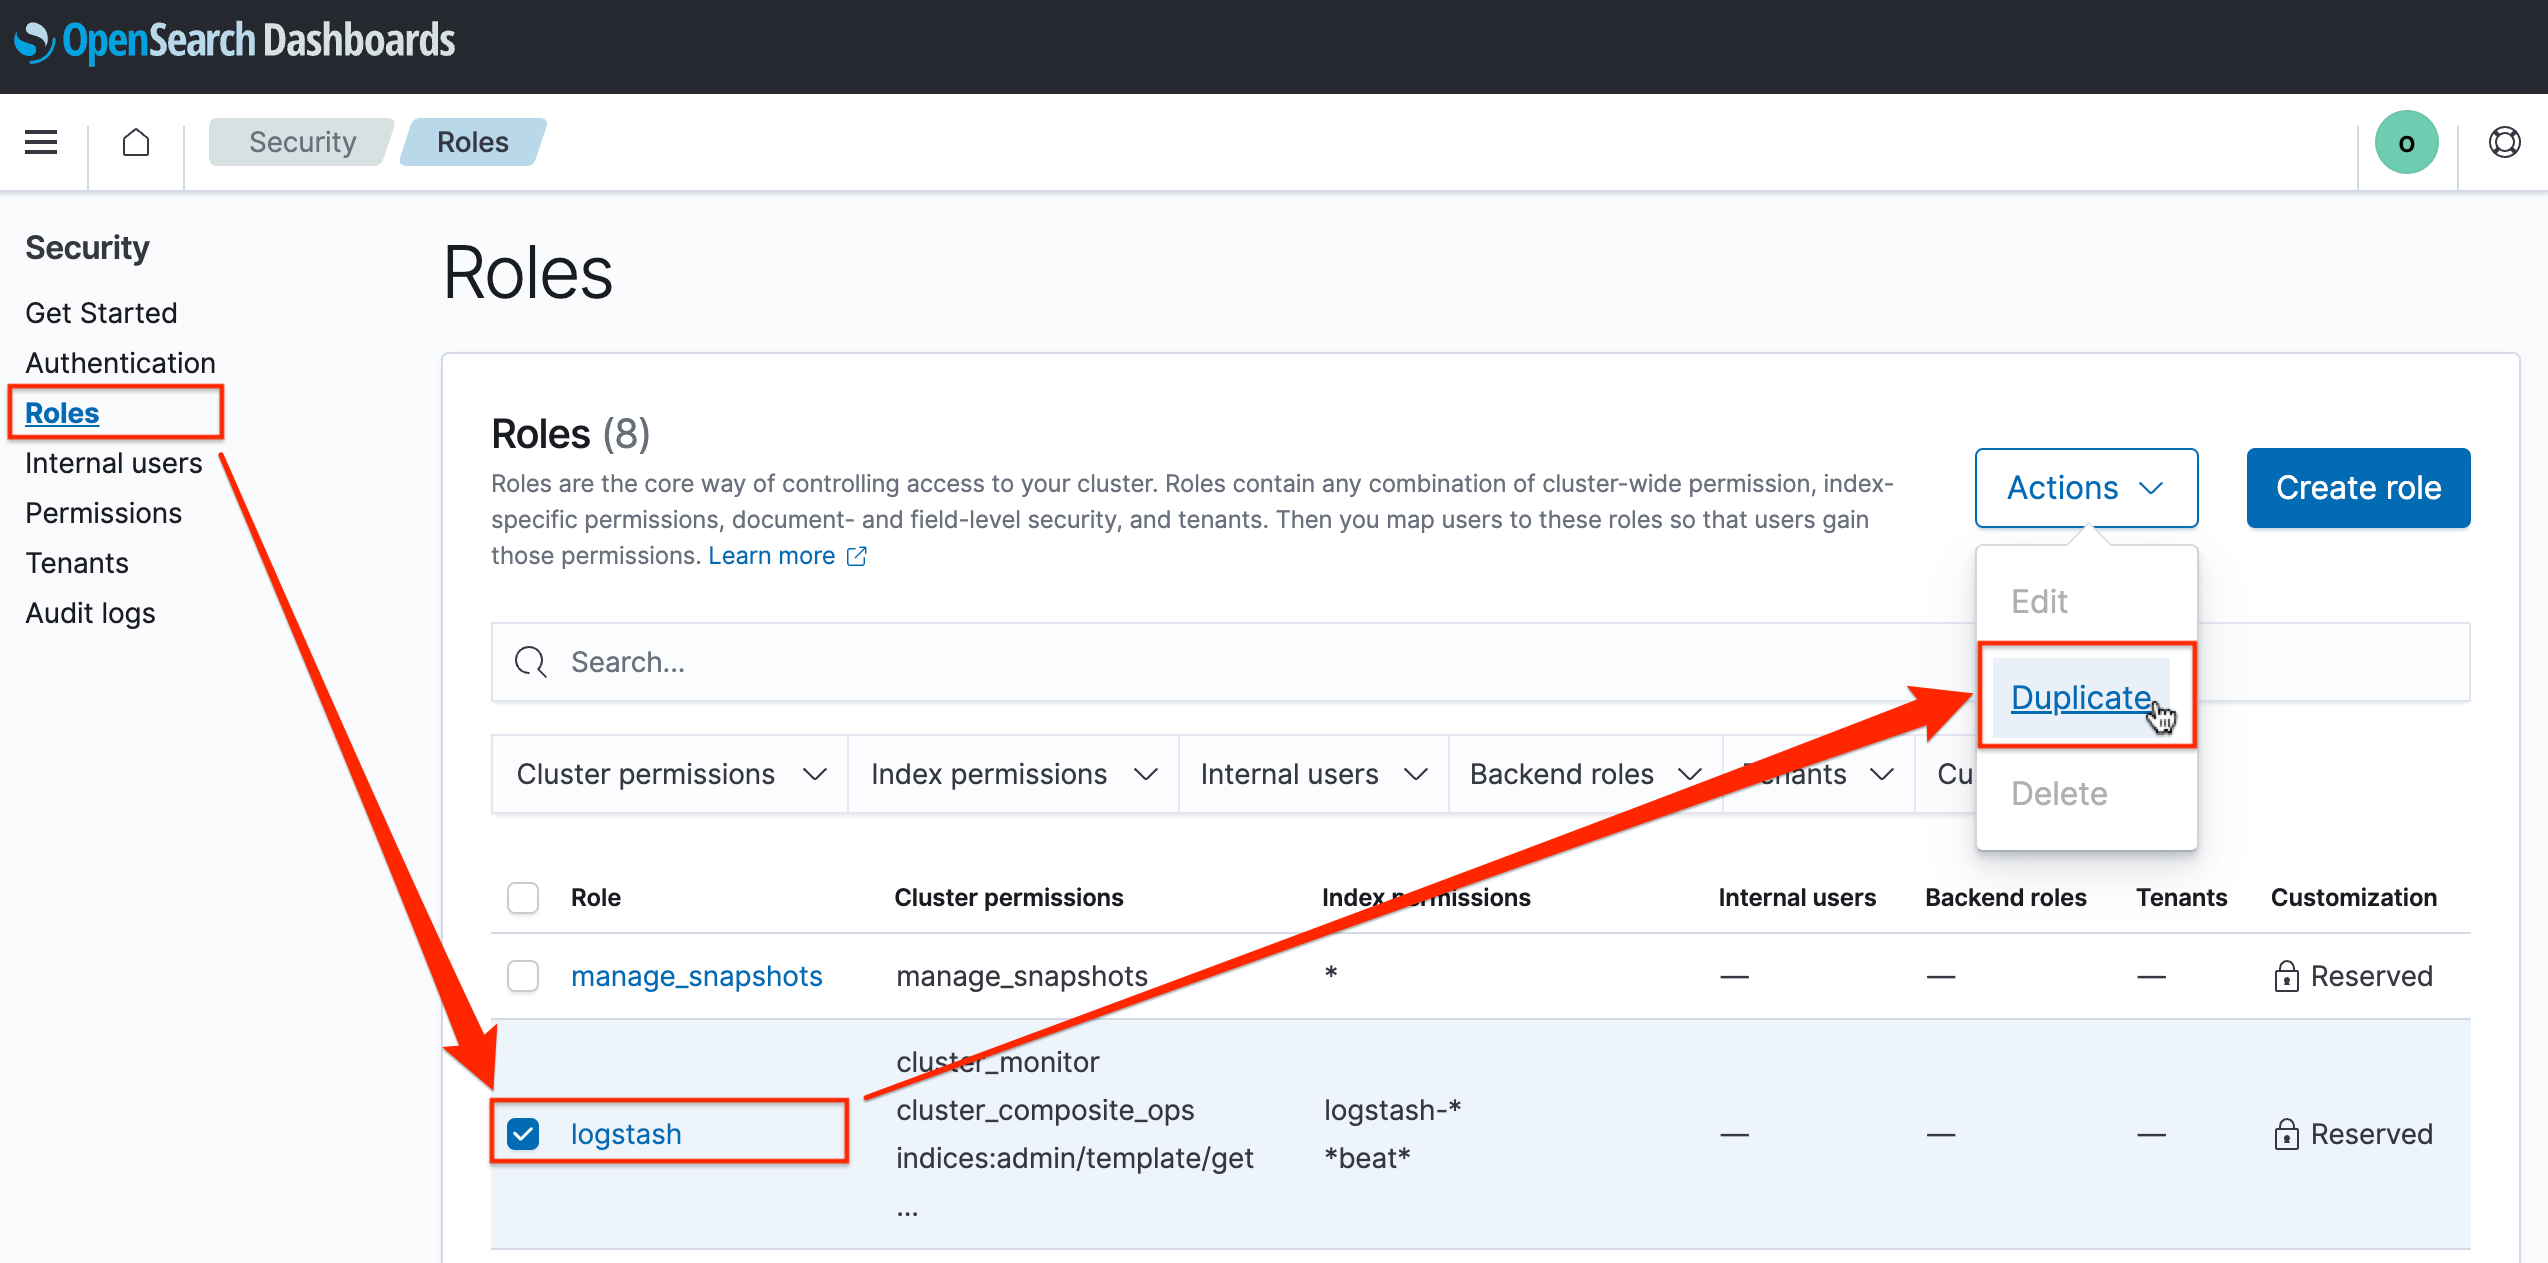 OpenSearch Dashboards
Security
Roles
o
Security
Get Started
Authentication
Roles
Internal users
Permissions
Tenants
Audit logs
Roles
Roles (8)
Roles are the core way of controlling access to your cluster. Roles contain any combination of cluster-wide permission, index-
specific permissions, document- and field-level security, and tenants. Then you map users to these roles so that users gain
those permissions. Learn more
Actions
Create role
Edit
Duplicate
Delete
Search...
Cluster permissions
Index permissions
Internal users
Backend roles
Tenants
Cu
Role Cluster permissions Index permissions Internal users Backend roles Tenants Customization
manage_snapshots manage_snapshots * — — — Reserved
cluster_monitor
cluster_composite_ops logstash-*
logstash — — — Reserved
indices:admin/template/get *beat*
...